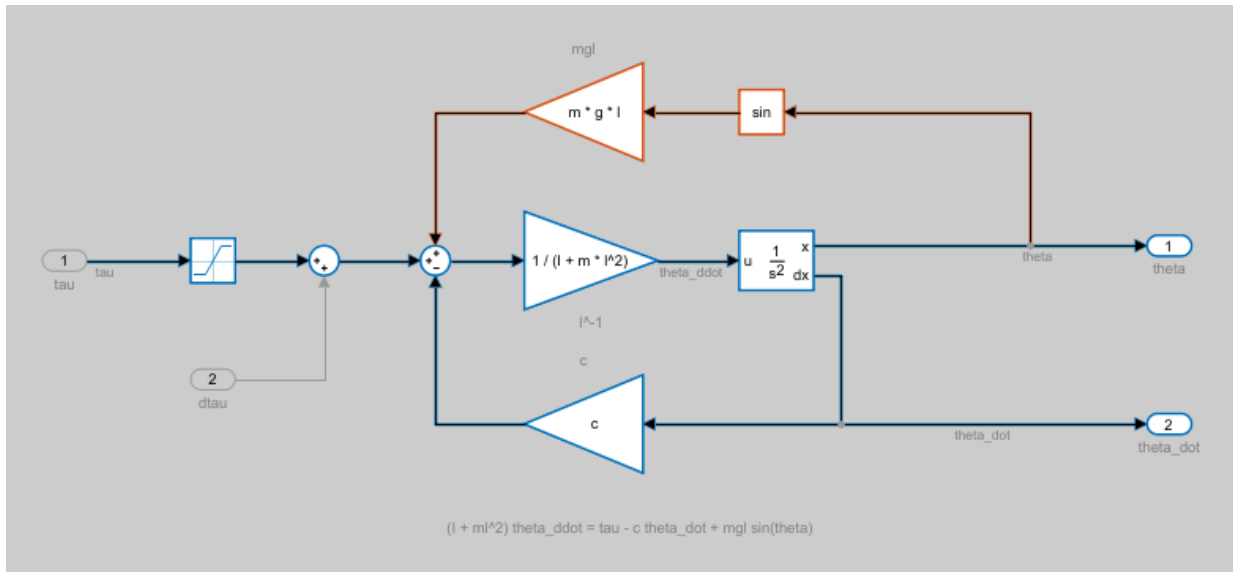 mgl
m * g * l
sin
1
tau
tau
+
+
+
+
−
1 / (I + m * l^2)
theta_ddot
u
1
s2
x
dx
theta
1
theta
I^-1
2
dtau
c
c
theta_dot
2
theta_dot
(I + ml^2) theta_ddot = tau - c theta_dot + mgl sin(theta)